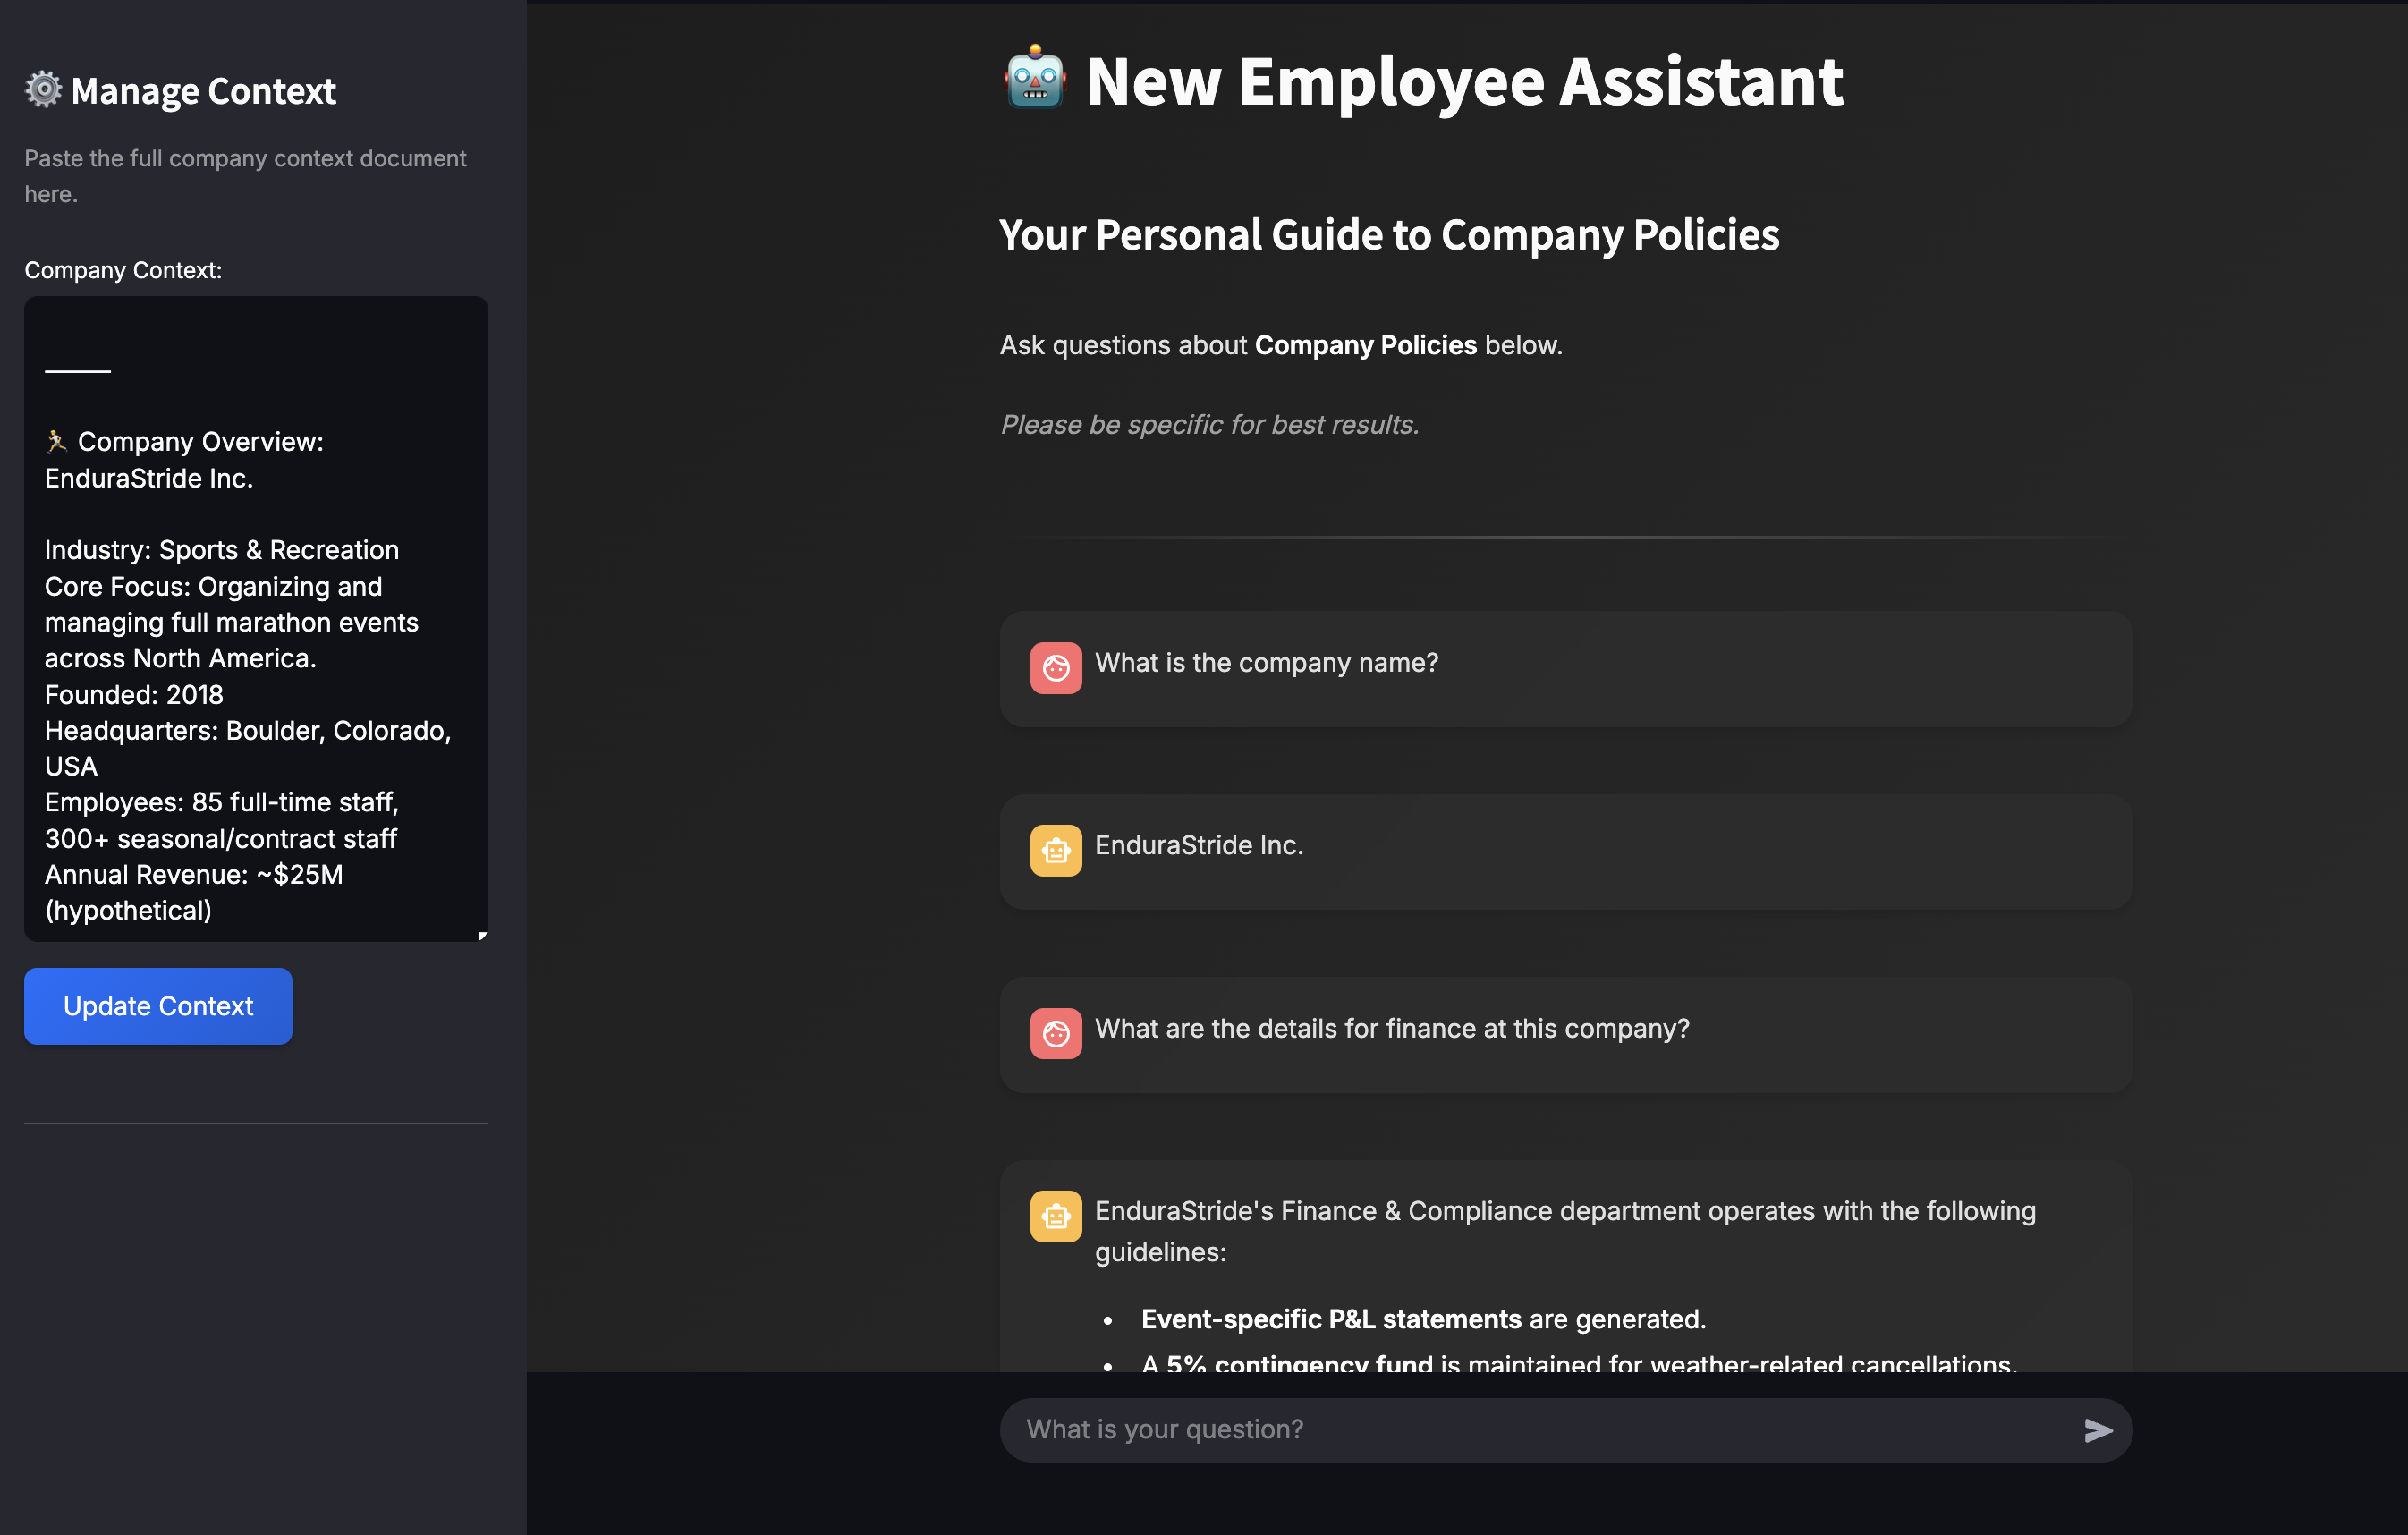 ⚙️ Manage Context
Paste the full company context document
here.
Company Context:
🏃 Company Overview:
EnduraStride Inc.
Industry: Sports & Recreation
Core Focus: Organizing and
managing full marathon events
across North America.
Founded: 2018
Headquarters: Boulder, Colorado,
USA
Employees: 85 full-time staff,
300+ seasonal/contract staff
Annual Revenue: ~$25M
(hypothetical)
Update Context
🤖 New Employee Assistant
Your Personal Guide to Company Policies
Ask questions about Company Policies below.
Please be specific for best results.
What is the company name?
EnduraStride Inc.
What are the details for finance at this company?
EnduraStride's Finance & Compliance department operates with the following
guidelines:
• Event-specific P&L statements are generated.
• A 5% contingency fund is maintained for weather-related cancellations.
What is your question?